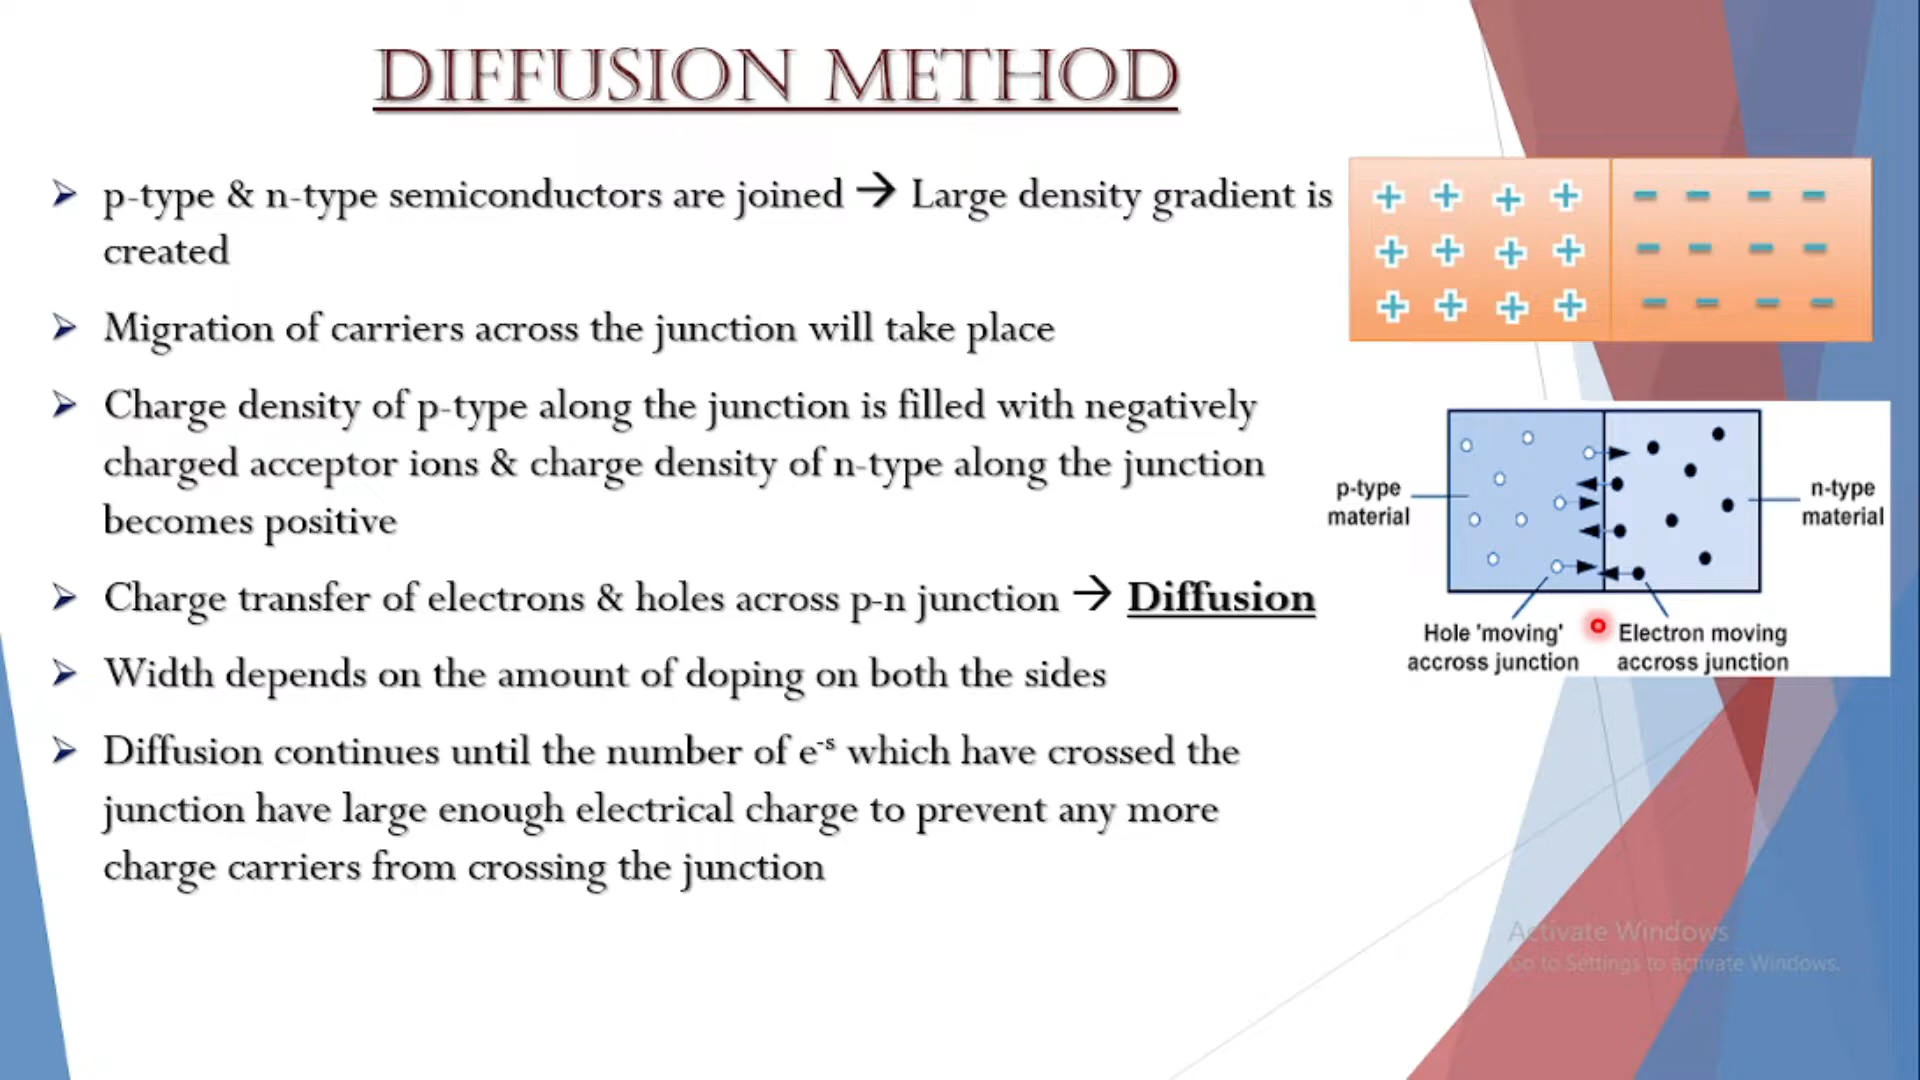 DIFFUSION METHOD
➢ p-type & n-type semiconductors are joined → Large density gradient is
created
➢ Migration of carriers across the junction will take place
➢ Charge density of p-type along the junction is filled with negatively
charged acceptor ions & charge density of n-type along the junction
becomes positive
➢ Charge transfer of electrons & holes across p-n junction → Diffusion
➢ Width depends on the amount of doping on both the sides
➢ Diffusion continues until the number of e⁻ˢ which have crossed the
junction have large enough electrical charge to prevent any more
charge carriers from crossing the junction
+ + + + - - - -
+ + + + - - - -
+ + + + - - - -
p-type
material
n-type
material
Hole 'moving'
accross junction
Electron moving
accross junction
Activate Windows
Go to Settings to activate Windows.